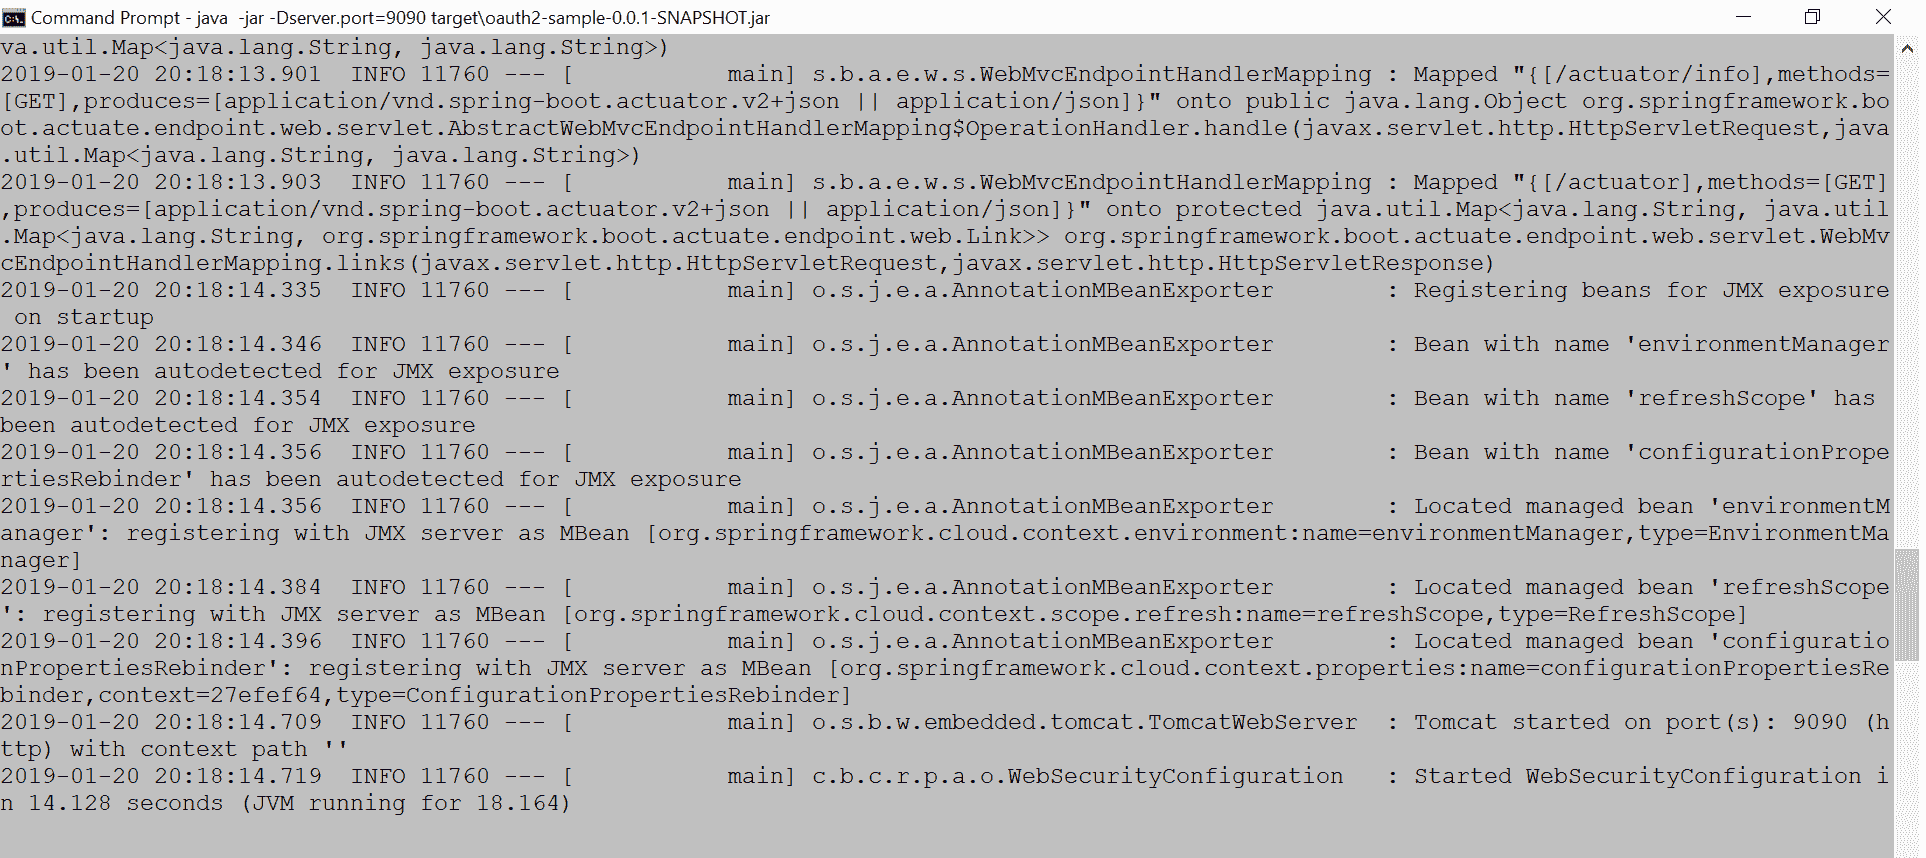 Command Prompt - java  -jar -Dserver.port=9090 target\oauth2-sample-0.0.1-SNAPSHOT.jar
va.util.Map<java.lang.String, java.lang.String>)
2019-01-20 20:18:13.901  INFO 11760 --- [           main] s.b.a.e.w.s.WebMvcEndpointHandlerMapping : Mapped "{[/actuator/info],methods=
[GET],produces=[application/vnd.spring-boot.actuator.v2+json || application/json]}" onto public java.lang.Object org.springframework.bo
ot.actuate.endpoint.web.servlet.AbstractWebMvcEndpointHandlerMapping$OperationHandler.handle(javax.servlet.http.HttpServletRequest,java
.util.Map<java.lang.String, java.lang.String>)
2019-01-20 20:18:13.903  INFO 11760 --- [           main] s.b.a.e.w.s.WebMvcEndpointHandlerMapping : Mapped "{[/actuator],methods=[GET]
,produces=[application/vnd.spring-boot.actuator.v2+json || application/json]}" onto protected java.util.Map<java.lang.String, java.util
.Map<java.lang.String, org.springframework.boot.actuate.endpoint.web.Link>> org.springframework.boot.actuate.endpoint.web.servlet.WebMv
cEndpointHandlerMapping.links(javax.servlet.http.HttpServletRequest,javax.servlet.http.HttpServletResponse)
2019-01-20 20:18:14.335  INFO 11760 --- [           main] o.s.j.e.a.AnnotationMBeanExporter        : Registering beans for JMX exposure
 on startup
2019-01-20 20:18:14.346  INFO 11760 --- [           main] o.s.j.e.a.AnnotationMBeanExporter        : Bean with name 'environmentManager
' has been autodetected for JMX exposure
2019-01-20 20:18:14.354  INFO 11760 --- [           main] o.s.j.e.a.AnnotationMBeanExporter        : Bean with name 'refreshScope' has
been autodetected for JMX exposure
2019-01-20 20:18:14.356  INFO 11760 --- [           main] o.s.j.e.a.AnnotationMBeanExporter        : Bean with name 'configurationPrope
rtiesRebinder' has been autodetected for JMX exposure
2019-01-20 20:18:14.356  INFO 11760 --- [           main] o.s.j.e.a.AnnotationMBeanExporter        : Located managed bean 'environmentM
anager': registering with JMX server as MBean [org.springframework.cloud.context.environment:name=environmentManager,type=EnvironmentMa
nager]
2019-01-20 20:18:14.384  INFO 11760 --- [           main] o.s.j.e.a.AnnotationMBeanExporter        : Located managed bean 'refreshScope
': registering with JMX server as MBean [org.springframework.cloud.context.scope.refresh:name=refreshScope,type=RefreshScope]
2019-01-20 20:18:14.396  INFO 11760 --- [           main] o.s.j.e.a.AnnotationMBeanExporter        : Located managed bean 'configuratio
nPropertiesRebinder': registering with JMX server as MBean [org.springframework.cloud.context.properties:name=configurationPropertiesRe
binder,context=27efef64,type=ConfigurationPropertiesRebinder]
2019-01-20 20:18:14.709  INFO 11760 --- [           main] o.s.b.w.embedded.tomcat.TomcatWebServer  : Tomcat started on port(s): 9090 (h
ttp) with context path ''
2019-01-20 20:18:14.719  INFO 11760 --- [           main] c.b.c.r.p.a.o.WebSecurityConfiguration   : Started WebSecurityConfiguration i
n 14.128 seconds (JVM running for 18.164)